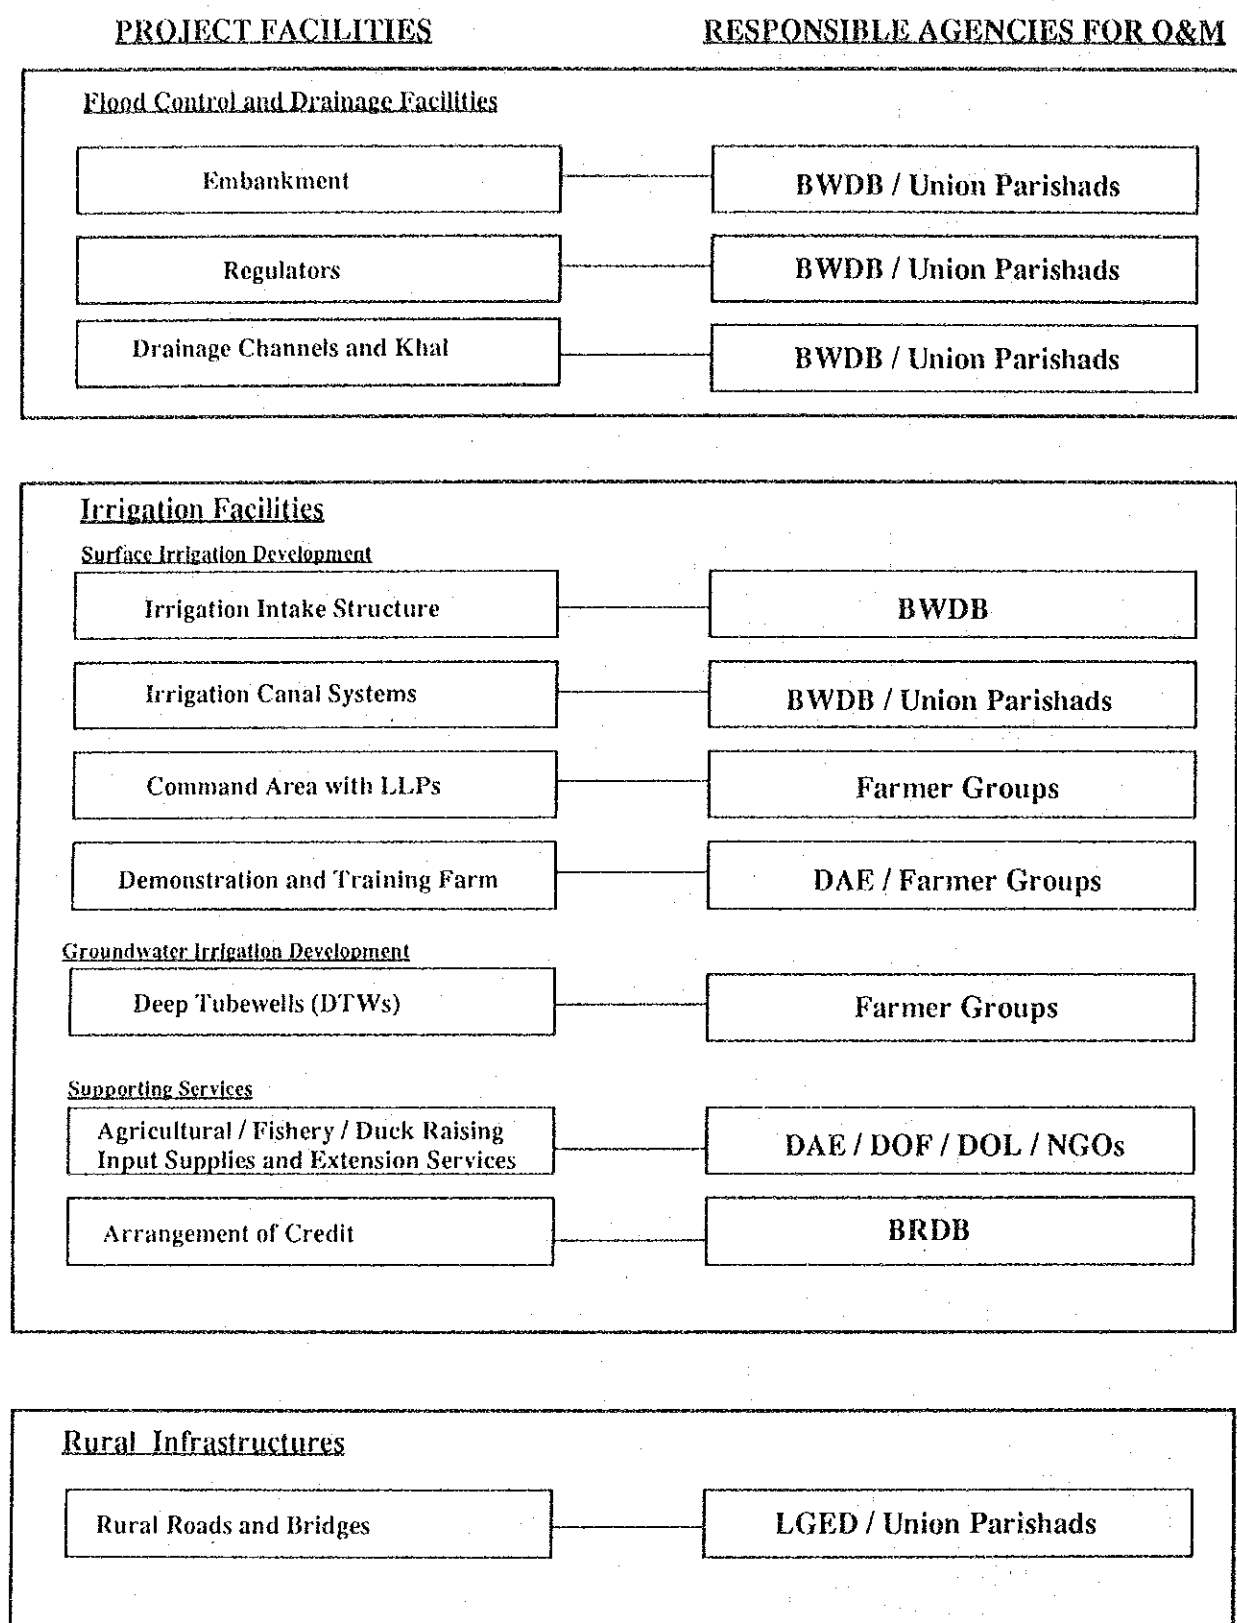 PROJECT FACILITIES RESPONSIBLE AGENCIES FOR O&M
Flood Control and Drainage Facilities
Embankment BWDB / Union Parishads
Regulators BWDB / Union Parishads
Drainage Channels and Khal BWDB / Union Parishads
Irrigation Facilities
Surface Irrigation Development
Irrigation Intake Structure BWDB
Irrigation Canal Systems BWDB / Union Parishads
Command Area with LLPs Farmer Groups
Demonstration and Training Farm DAE / Farmer Groups
Groundwater Irrigation Development
Deep Tubewells (DTWs) Farmer Groups
Supporting Services
Agricultural / Fishery / Duck Raising
Input Supplies and Extension Services DAE / DOF / DOL / NGOs
Arrangement of Credit BRDB
Rural Infrastructures
Rural Roads and Bridges LGED / Union Parishads